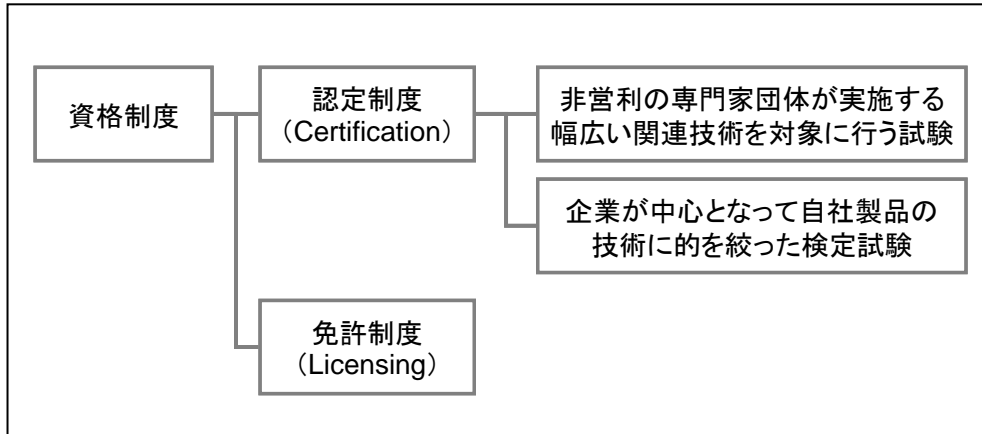 資格制度
認定制度
（Certification）
非営利の専門家団体が実施する
幅広い関連技術を対象に行う試験
企業が中心となって自社製品の
技術に的を絞った検定試験
免許制度
（Licensing）